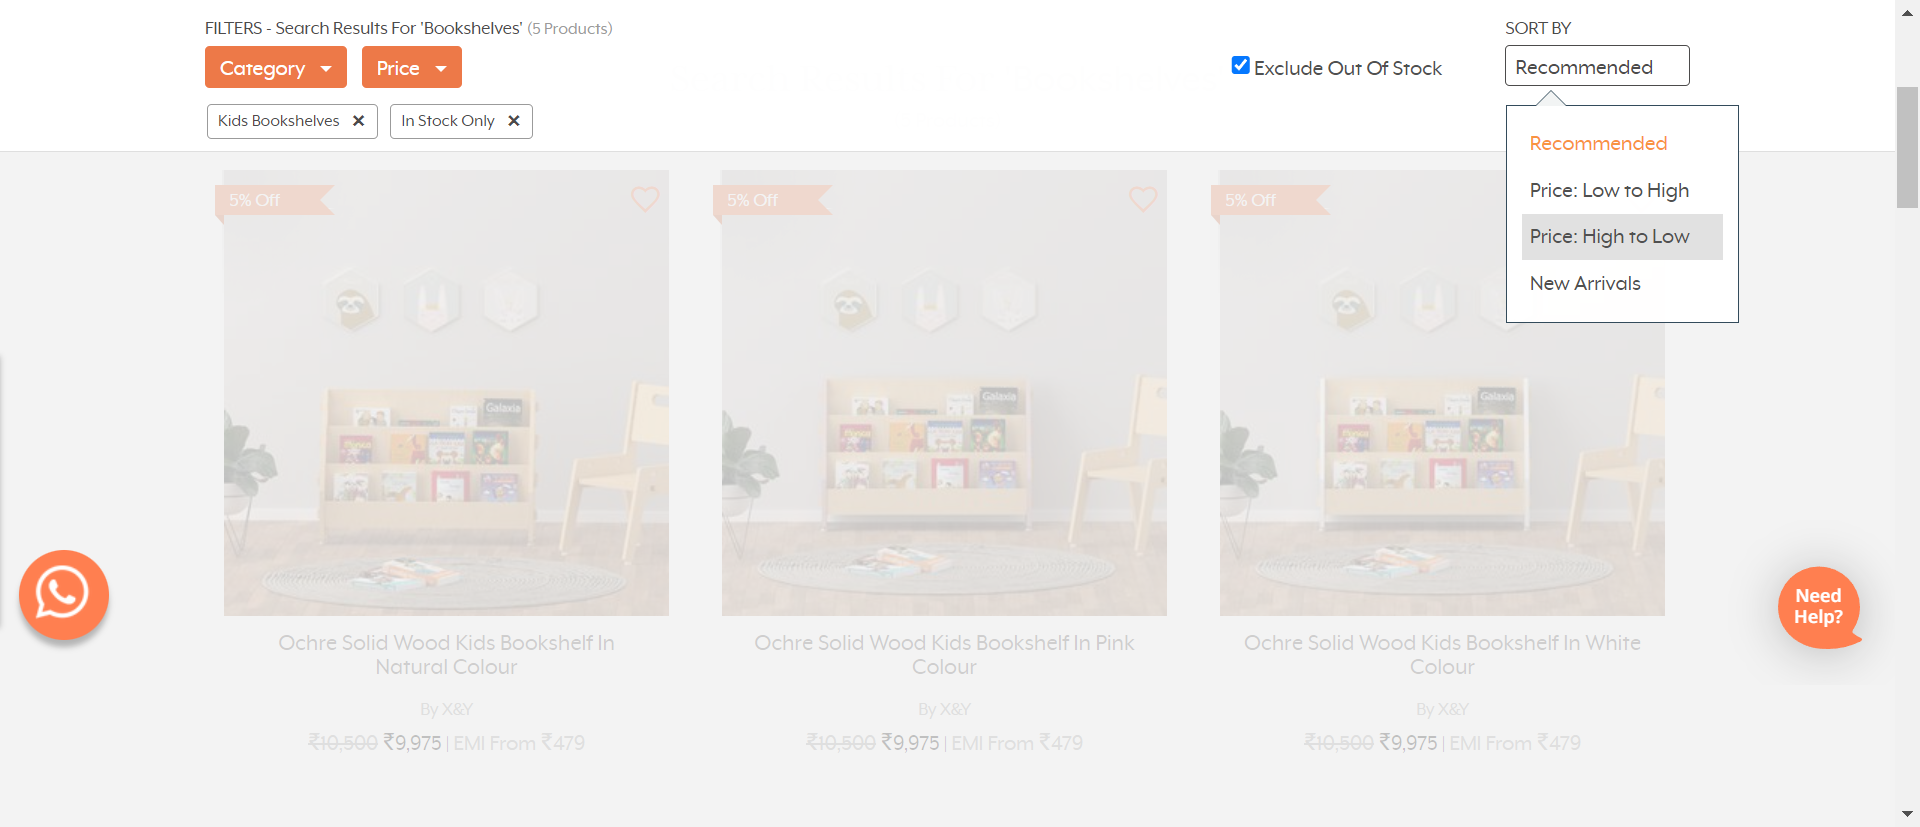 FILTERS - Search Results For 'Bookshelves' (5 Products)
SORT BY
Category
Price
Exclude Out Of Stock
Recommended
Kids Bookshelves ✕
In Stock Only ✕
Recommended
Price: Low to High
Price: High to Low
New Arrivals
5% Off
5% Off
5% Off
Galaxia
Galaxia
Need
Help?
Ochre Solid Wood Kids Bookshelf In
Natural Colour
By X&Y
₹10,500 ₹9,975 | EMI From ₹479
Ochre Solid Wood Kids Bookshelf In Pink
Colour
By X&Y
₹10,500 ₹9,975 | EMI From ₹479
Ochre Solid Wood Kids Bookshelf In White
Colour
By X&Y
₹10,500 ₹9,975 | EMI From ₹479